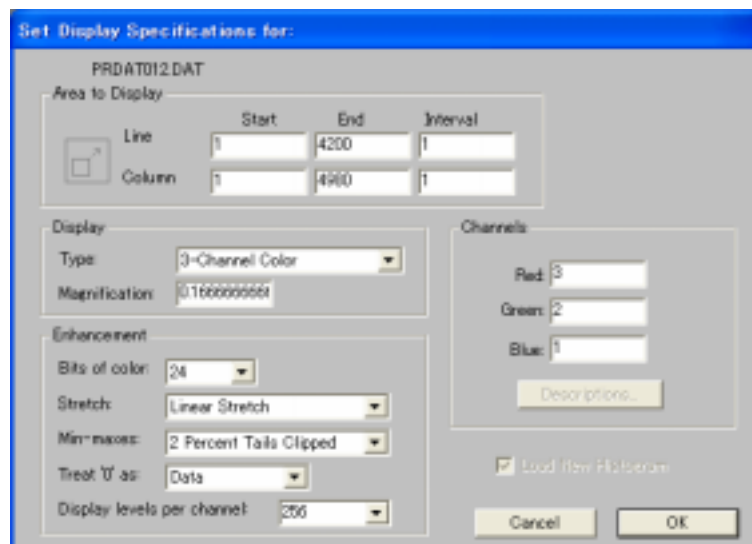 Set Display Specifications for:
PRDAT012.DAT
Area to Display
Start End Interval
Line 1 4200 1
Column 1 4980 1
Display
Type: 3-Channel Color
Magnification: 0.166666666
Channels
Red: 3
Green: 2
Blue: 1
Descriptions...
Enhancement
Bits of color: 24
Stretch: Linear Stretch
Min-maxes: 2 Percent Tails Clipped
Treat '0' as: Data
Display levels per channel: 256
Load New Histogram
Cancel OK